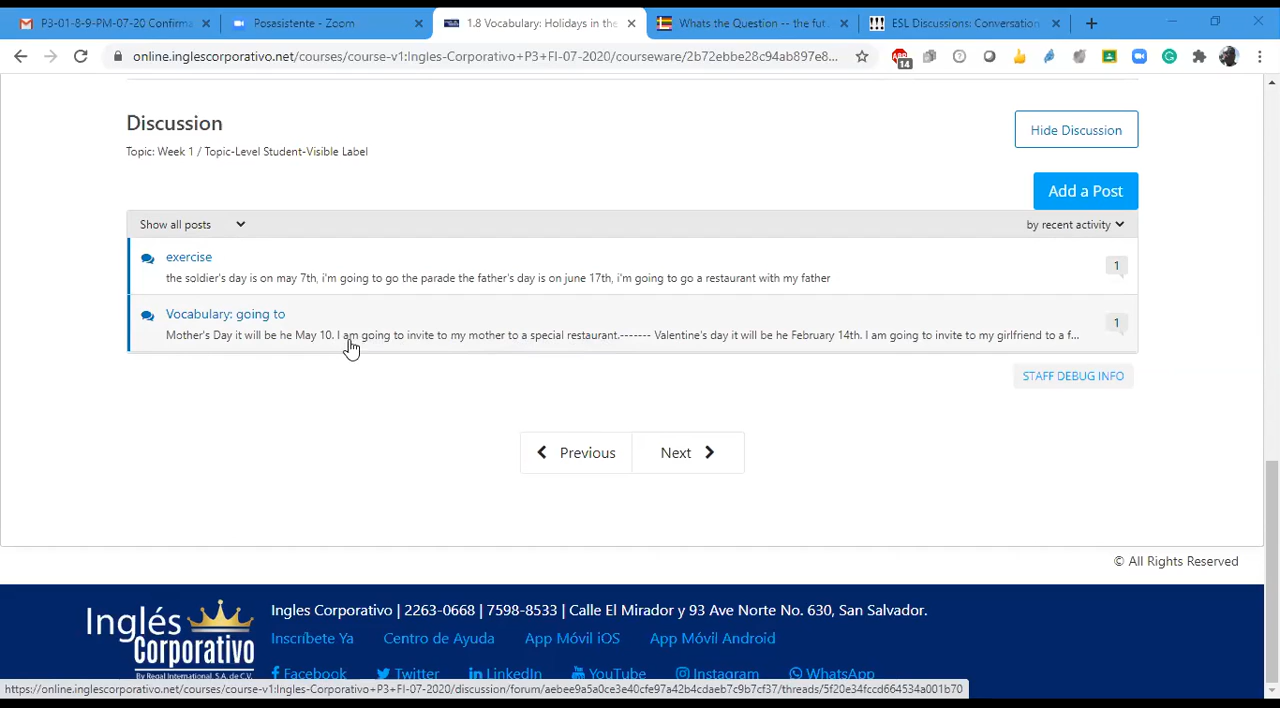 P3-01-8-9-PM-07-20 Confirma
Posasistente - Zoom
1.8 Vocabulary: Holidays in the
Whats the Question -- the fut
ESL Discussions: Conversation
online.inglescorporativo.net/courses/course-v1:Ingles-Corporativo+P3+FI-07-2020/courseware/2b72ebbe28c94ab897e8...
14
Discussion
Hide Discussion
Topic: Week 1 / Topic-Level Student-Visible Label
Add a Post
Show all posts
by recent activity
exercise
1
the soldier's day is on may 7th, i'm going to go the parade the father's day is on june 17th, i'm going to go a restaurant with my father
Vocabulary: going to
1
Mother's Day it will be he May 10. I am going to invite to my mother to a special restaurant.------- Valentine's day it will be he February 14th. I am going to invite to my girlfriend to a f...
STAFF DEBUG INFO
Previous
Next
© All Rights Reserved
Inglés Corporativo
By Regal International, S.A. de C.V.
Ingles Corporativo | 2263-0668 | 7598-8533 | Calle El Mirador y 93 Ave Norte No. 630, San Salvador.
Inscríbete Ya
Centro de Ayuda
App Móvil iOS
App Móvil Android
Facebook
Twitter
LinkedIn
YouTube
Instagram
WhatsApp
https://online.inglescorporativo.net/courses/course-v1:Ingles-Corporativo+P3+FI-07-2020/discussion/forum/aebee9a5a0ce3e40cfe97a42b4cdaeb7c9b7cf37/threads/5f20e34fccd664534a001b70